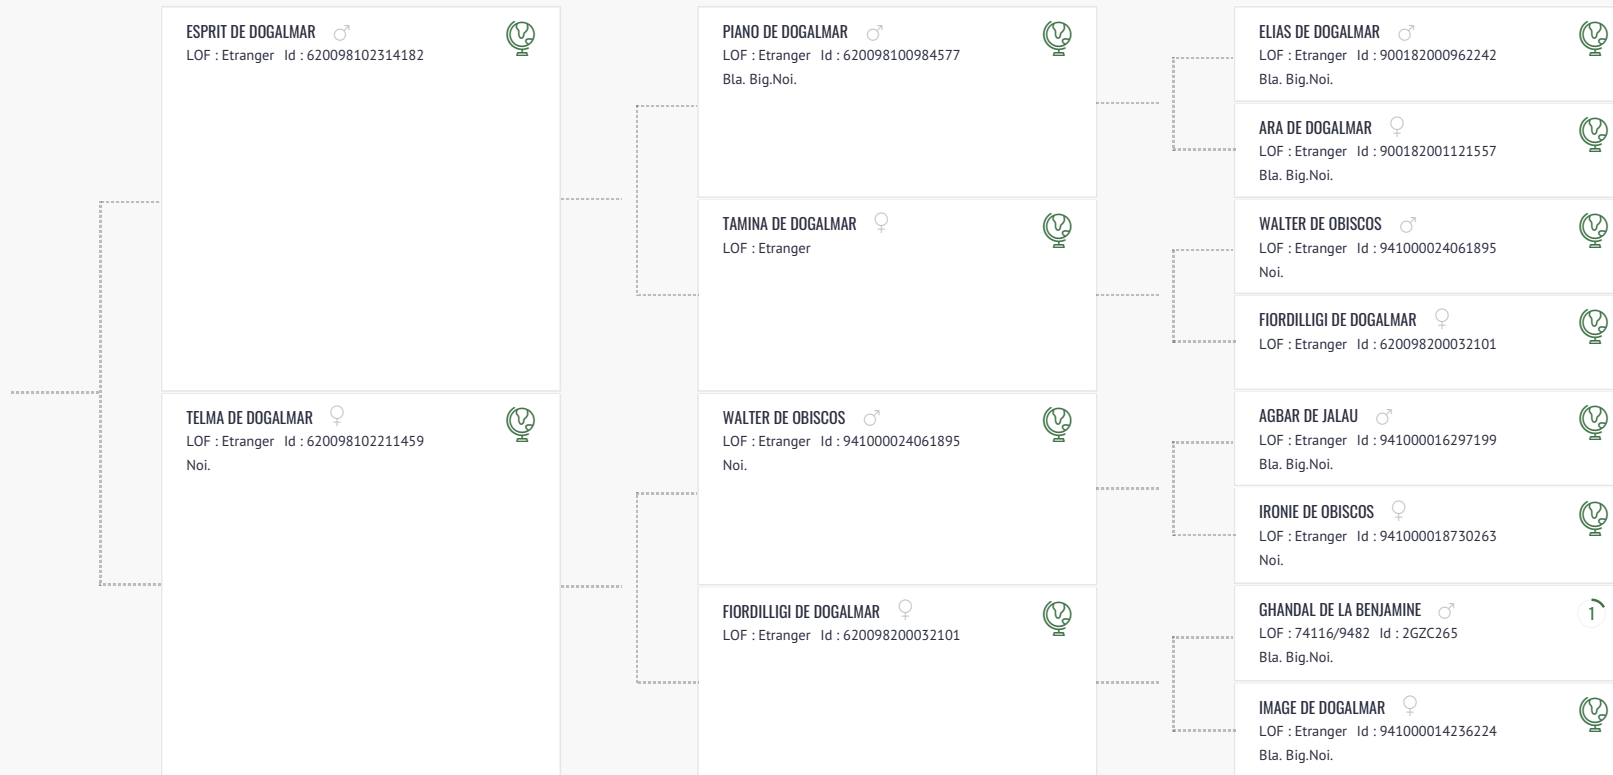 ESPRIT DE DOGALMAR
LOF : Etranger Id : 620098102314182
TELMA DE DOGALMAR
LOF : Etranger Id : 620098102211459
Noi.
PIANO DE DOGALMAR
LOF : Etranger Id : 620098100984577
Bla. Big.Noi.
TAMINA DE DOGALMAR
LOF : Etranger
WALTER DE OBISCOS
LOF : Etranger Id : 941000024061895
Noi.
FIORDILLIGI DE DOGALMAR
LOF : Etranger Id : 620098200032101
ELIAS DE DOGALMAR
LOF : Etranger Id : 900182000962242
Bla. Big.Noi.
ARA DE DOGALMAR
LOF : Etranger Id : 900182001121557
Bla. Big.Noi.
WALTER DE OBISCOS
LOF : Etranger Id : 941000024061895
Noi.
FIORDILLIGI DE DOGALMAR
LOF : Etranger Id : 620098200032101
AGBAR DE JALAU
LOF : Etranger Id : 941000016297199
Bla. Big.Noi.
IRONIE DE OBISCOS
LOF : Etranger Id : 941000018730263
Noi.
GHANDAL DE LA BENJAMINE
1
LOF : 74116/9482 Id : 2GZC265
Bla. Big.Noi.
IMAGE DE DOGALMAR
LOF : Etranger Id : 941000014236224
Bla. Big.Noi.